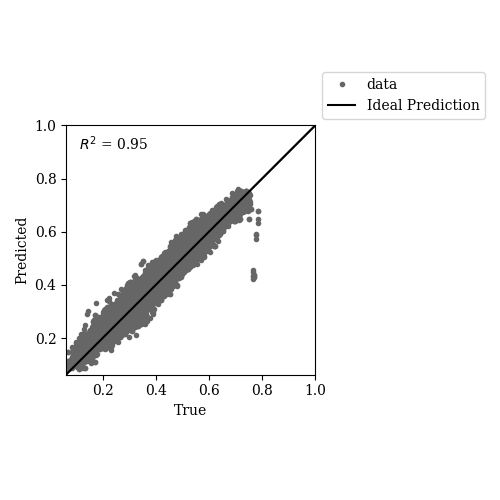 data
Ideal Prediction
R² = 0.95
1.0
0.8
0.6
0.4
0.2
Predicted
0.2 0.4 0.6 0.8 1.0
True